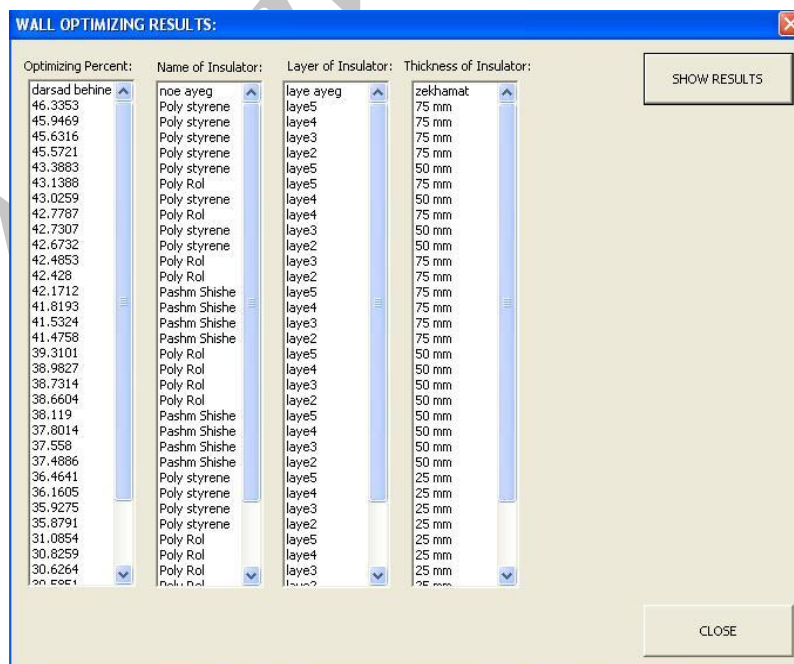 WALL OPTIMIZING RESULTS:
Optimizing Percent: Name of Insulator: Layer of Insulator: Thickness of Insulator:
SHOW RESULTS
darsad behine noe ayeg laye ayeg zekhamat
46.3353 Poly styrene laye5 75 mm
45.9469 Poly styrene laye4 75 mm
45.6316 Poly styrene laye3 75 mm
45.5721 Poly styrene laye2 75 mm
43.3883 Poly styrene laye5 50 mm
43.1388 Poly Rol laye5 75 mm
43.0259 Poly styrene laye4 50 mm
42.7787 Poly Rol laye4 75 mm
42.7307 Poly styrene laye3 50 mm
42.6732 Poly styrene laye2 50 mm
42.4853 Poly Rol laye3 75 mm
42.428 Poly Rol laye2 75 mm
42.1712 Pashm Shishe laye5 75 mm
41.8193 Pashm Shishe laye4 75 mm
41.5324 Pashm Shishe laye3 75 mm
41.4758 Pashm Shishe laye2 75 mm
39.3101 Poly Rol laye5 50 mm
38.9827 Poly Rol laye4 50 mm
38.7314 Poly Rol laye3 50 mm
38.6604 Poly Rol laye2 50 mm
38.119 Pashm Shishe laye5 50 mm
37.8014 Pashm Shishe laye4 50 mm
37.558 Pashm Shishe laye3 50 mm
37.4886 Pashm Shishe laye2 50 mm
36.4641 Poly styrene laye5 25 mm
36.1605 Poly styrene laye4 25 mm
35.9275 Poly styrene laye3 25 mm
35.8791 Poly styrene laye2 25 mm
31.0854 Poly Rol laye5 25 mm
30.8259 Poly Rol laye4 25 mm
30.6264 Poly Rol laye3 25 mm
Poly Rol laye2 25 mm
CLOSE